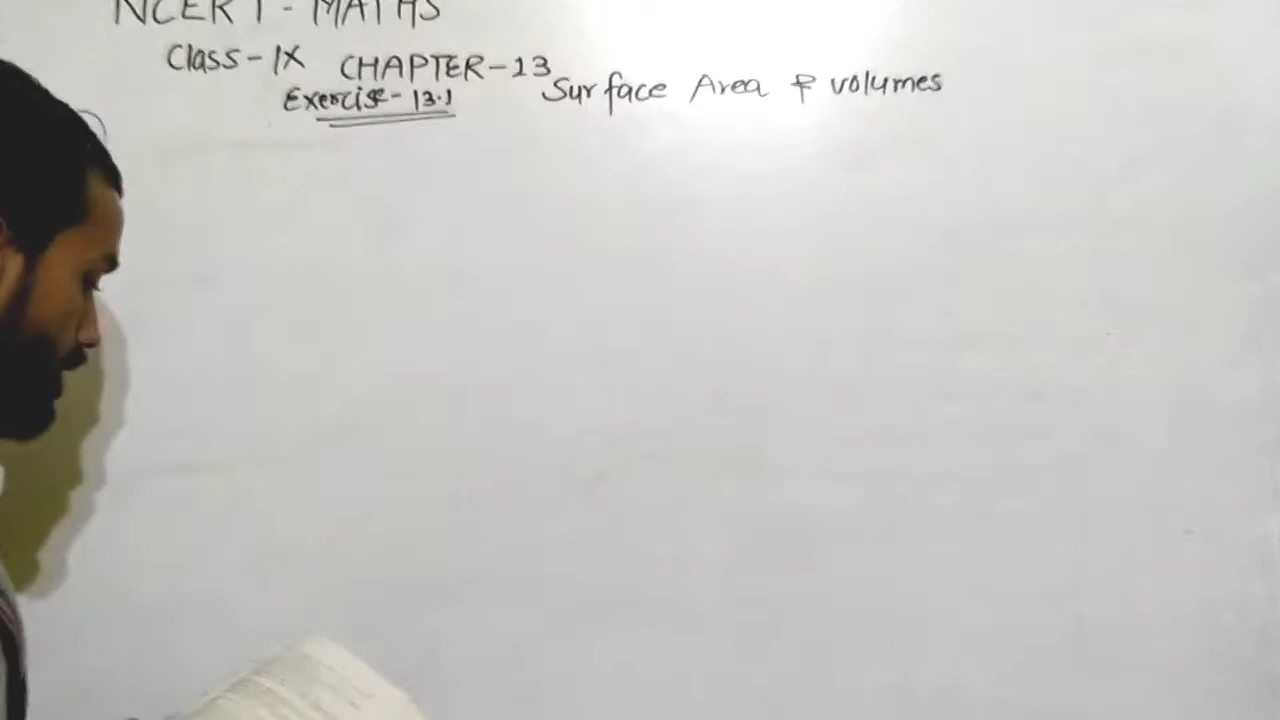 NCERT - MATHS
Class - IX CHAPTER - 13 Surface Area & volumes
Exercise - 13.1